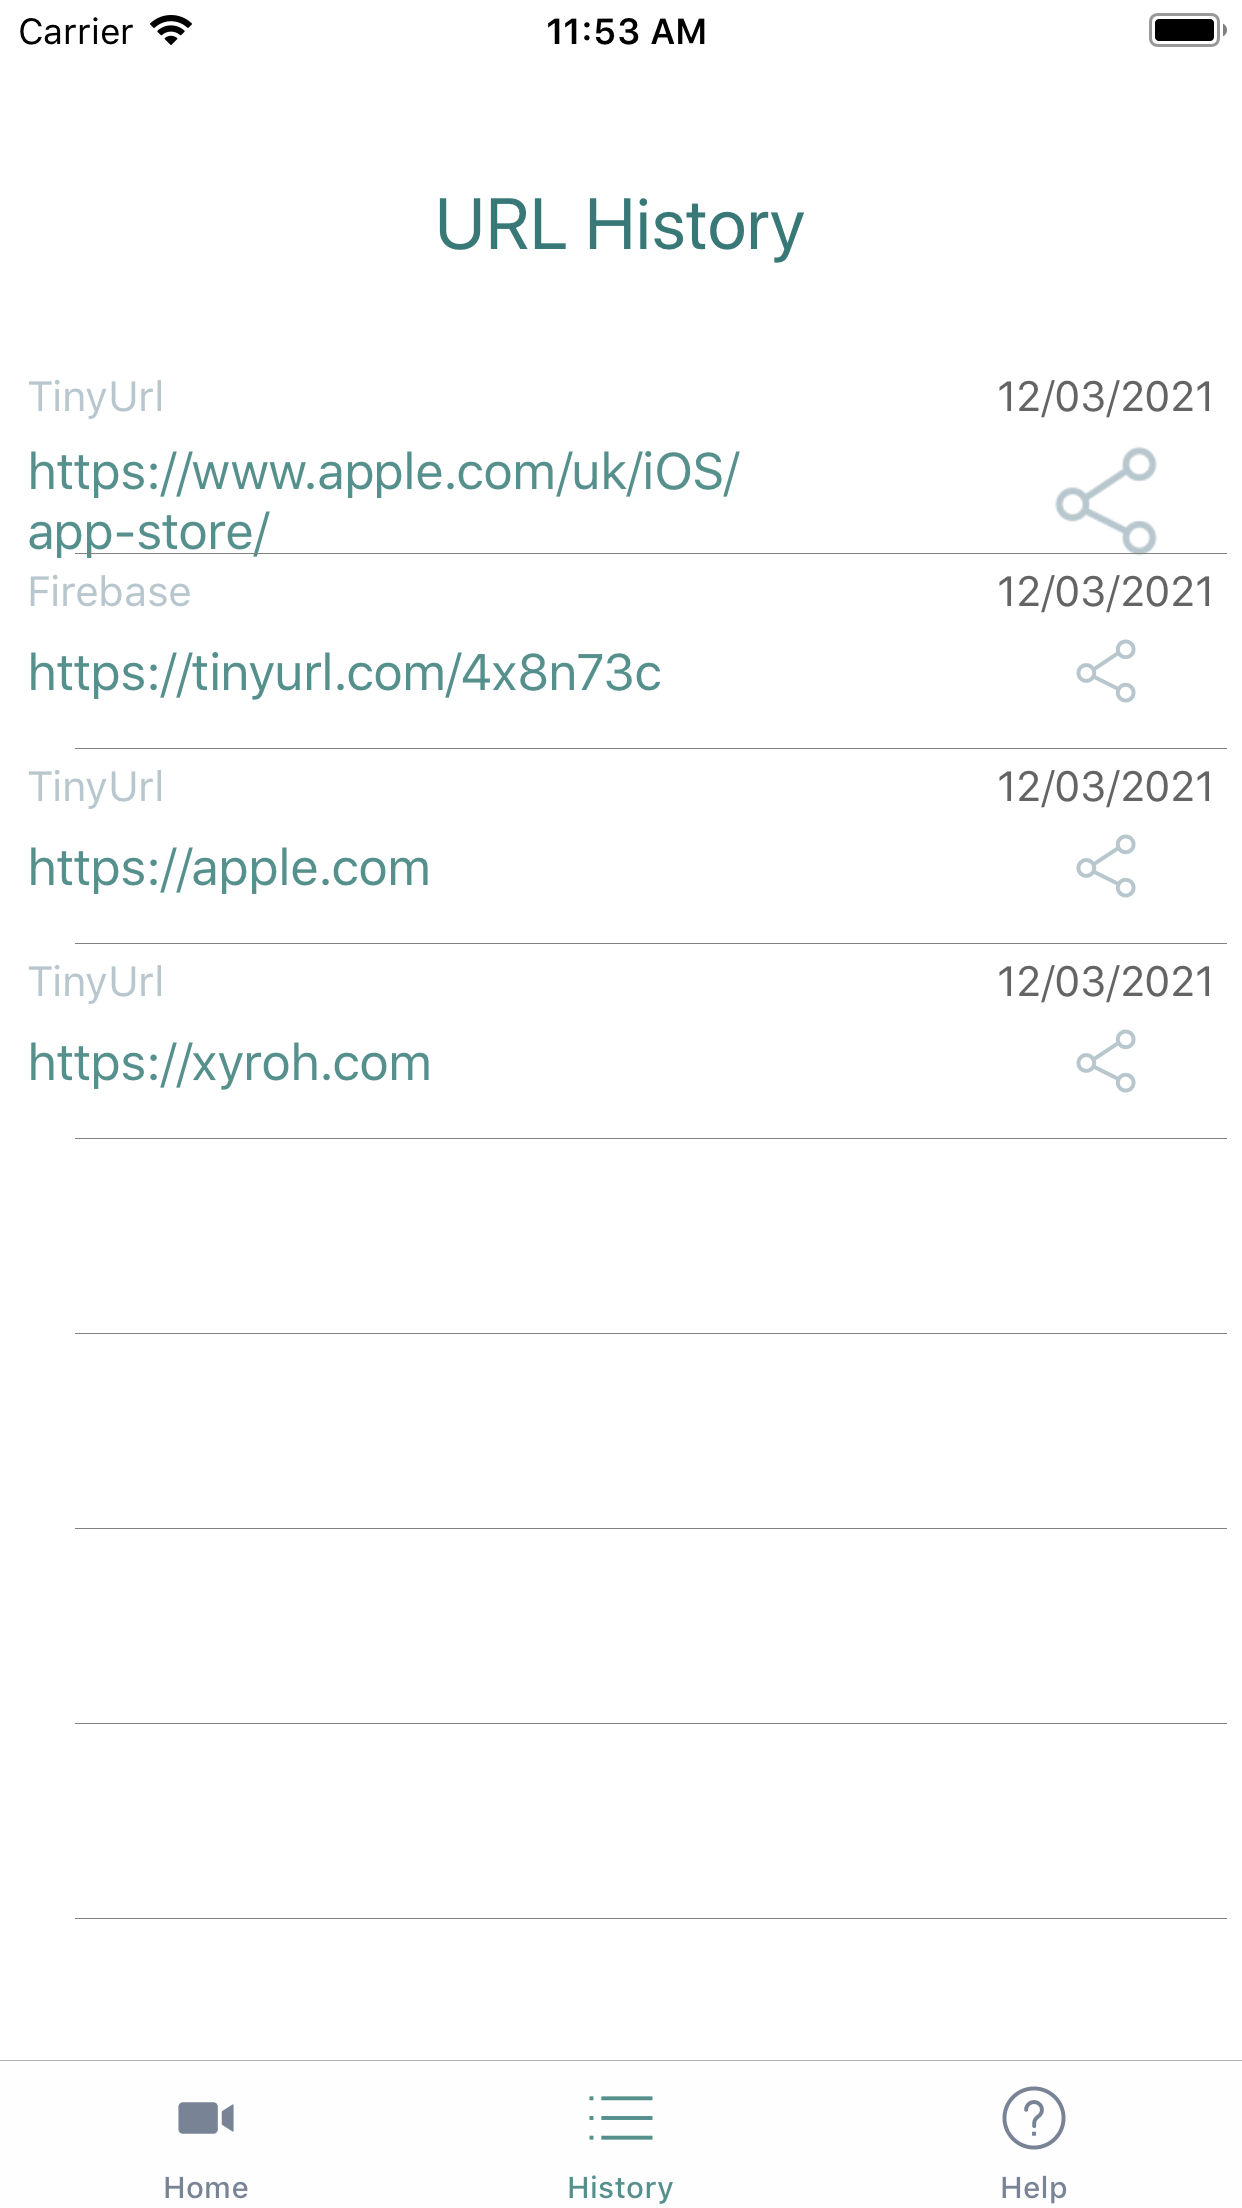 Carrier 11:53 AM
URL History
TinyUrl 12/03/2021
https://www.apple.com/uk/iOS/
app-store/
Firebase 12/03/2021
https://tinyurl.com/4x8n73c
TinyUrl 12/03/2021
https://apple.com
TinyUrl 12/03/2021
https://xyroh.com
Home History Help